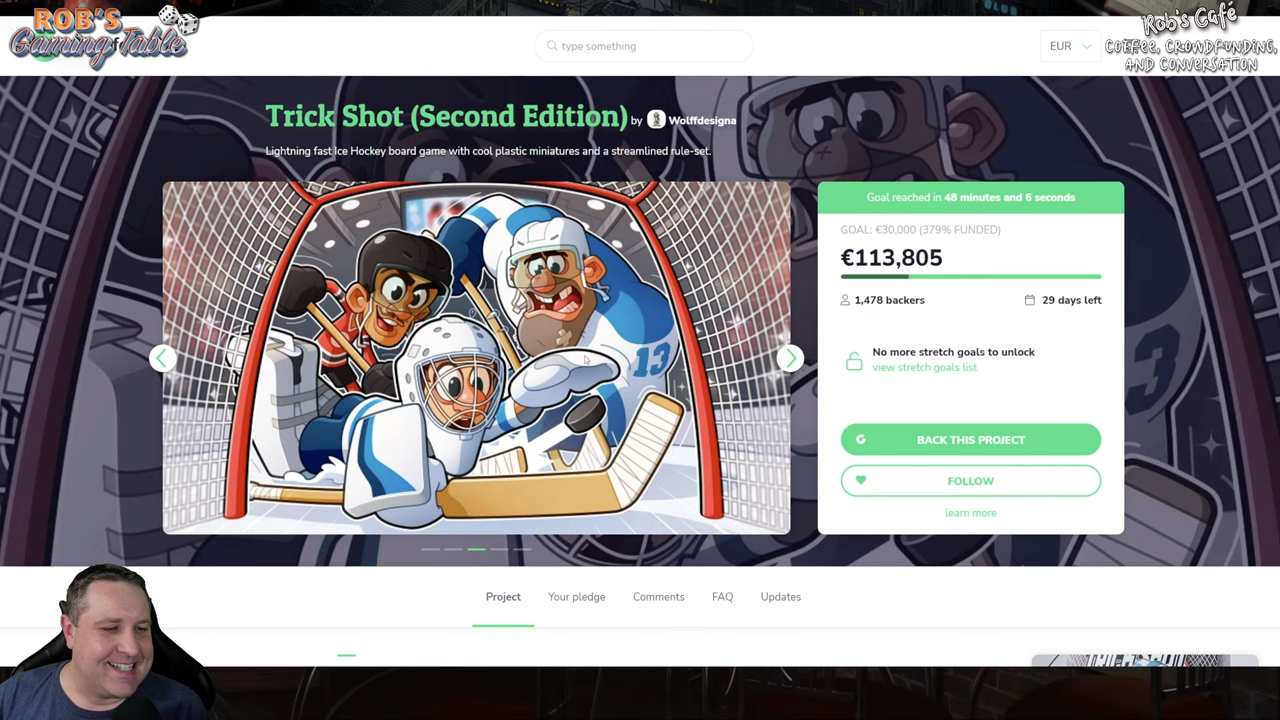 ROB'S
Gaming Table
type something
EUR
Rob's Café
COFFEE, CROWDFUNDING,
AND CONVERSATION
CLUB
Trick Shot (Second Edition) by Wolffdesigna
Lightning fast Ice Hockey board game with cool plastic miniatures and a streamlined rule-set.
Goal reached in 48 minutes and 6 seconds
GOAL: €30,000 (379% FUNDED)
€113,805
1,478 backers
29 days left
No more stretch goals to unlock
view stretch goals list
BACK THIS PROJECT
FOLLOW
learn more
13
Project
Your pledge
Comments
FAQ
Updates